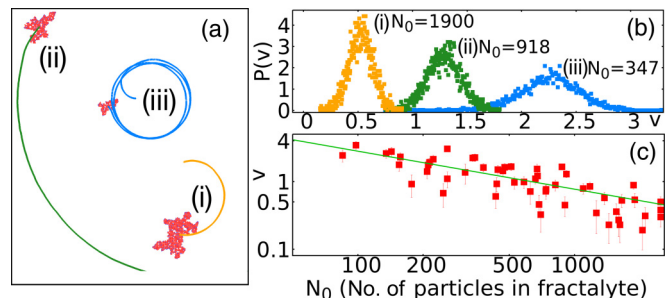 (a)
(ii)
(iii)
(i)
(b)
P(v)
4
3
2
1
0
(i)N₀=1900
(ii)N₀=918
(iii)N₀=347
0 0.5 1 1.5 2 2.5 3 v
(c)
v
4
1
0.5
0.1
100 200 500 1000
N₀ (No. of particles in fractalyte)